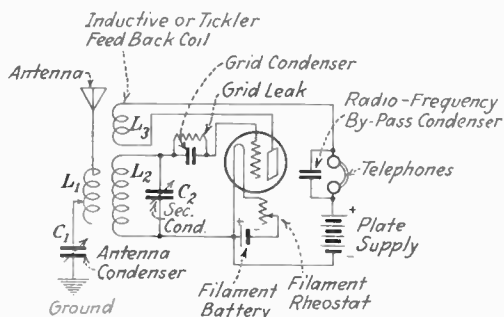 Inductive or Tickler
Feed Back Coil
Antenna
Grid Condenser
Grid Leak
Radio-Frequency
By-Pass Condenser
L3
Telephones
L1
L2
C2
Sec.
Cond.
C1
+
-
+
Plate
Supply
-
Antenna
Condenser
Ground
Filament
Battery
Filament
Rheostat